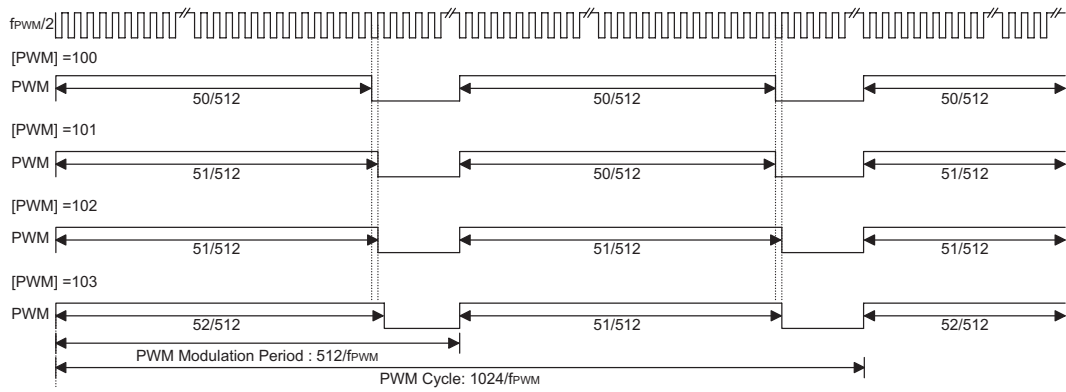 fPWM/2
[PWM] =100
PWM
50/512 50/512 50/512
[PWM] =101
PWM
51/512 50/512 51/512
[PWM] =102
PWM
51/512 51/512 51/512
[PWM] =103
PWM
52/512 51/512 52/512
PWM Modulation Period : 512/fPWM
PWM Cycle: 1024/fPWM